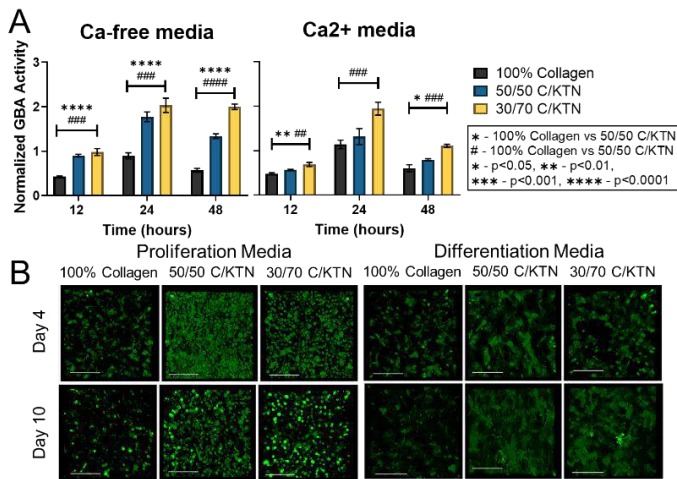 A
Ca-free media
Ca2+ media
Normalized GBA Activity
3
2
1
0
****
###
****
###
****
####
** ##
###
* ###
12
24
48
12
24
48
Time (hours)
Time (hours)
100% Collagen
50/50 C/KTN
30/70 C/KTN
* - 100% Collagen vs 50/50 C/KTN
# - 100% Collagen vs 50/50 C/KTN
* - p<0.05, ** - p<0.01,
*** - p<0.001, **** - p<0.0001
B
Proliferation Media
Differentiation Media
100% Collagen
50/50 C/KTN
30/70 C/KTN
100% Collagen
50/50 C/KTN
30/70 C/KTN
Day 4
Day 10